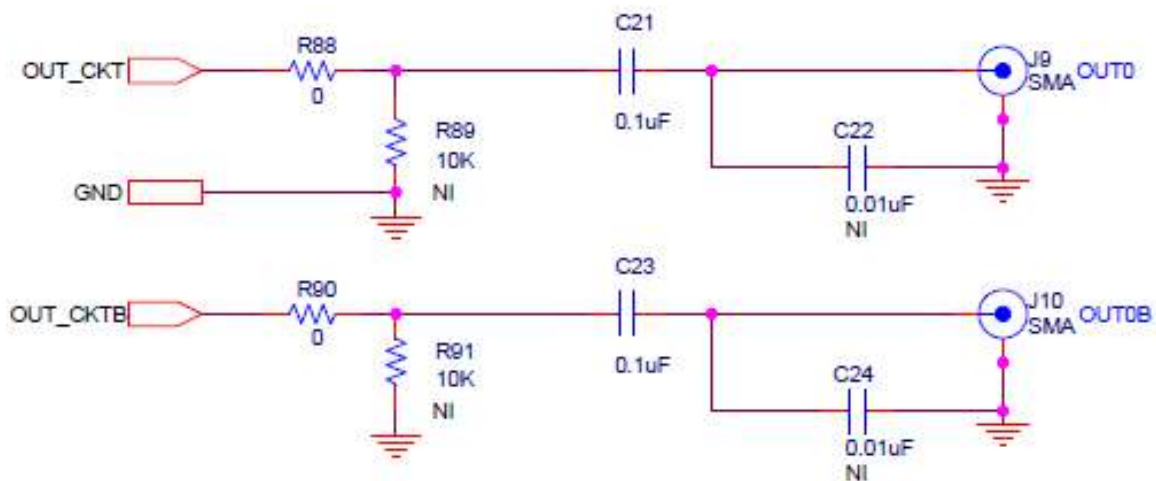 C21
R88
OUT_CKT
0
J9
SMA
OUT0
0.1uF
R89
10K
NI
C22
GND
0.01uF
NI
C23
R90
OUT_CKTB
0
J10
SMA
OUT0B
0.1uF
R91
10K
NI
C24
0.01uF
NI